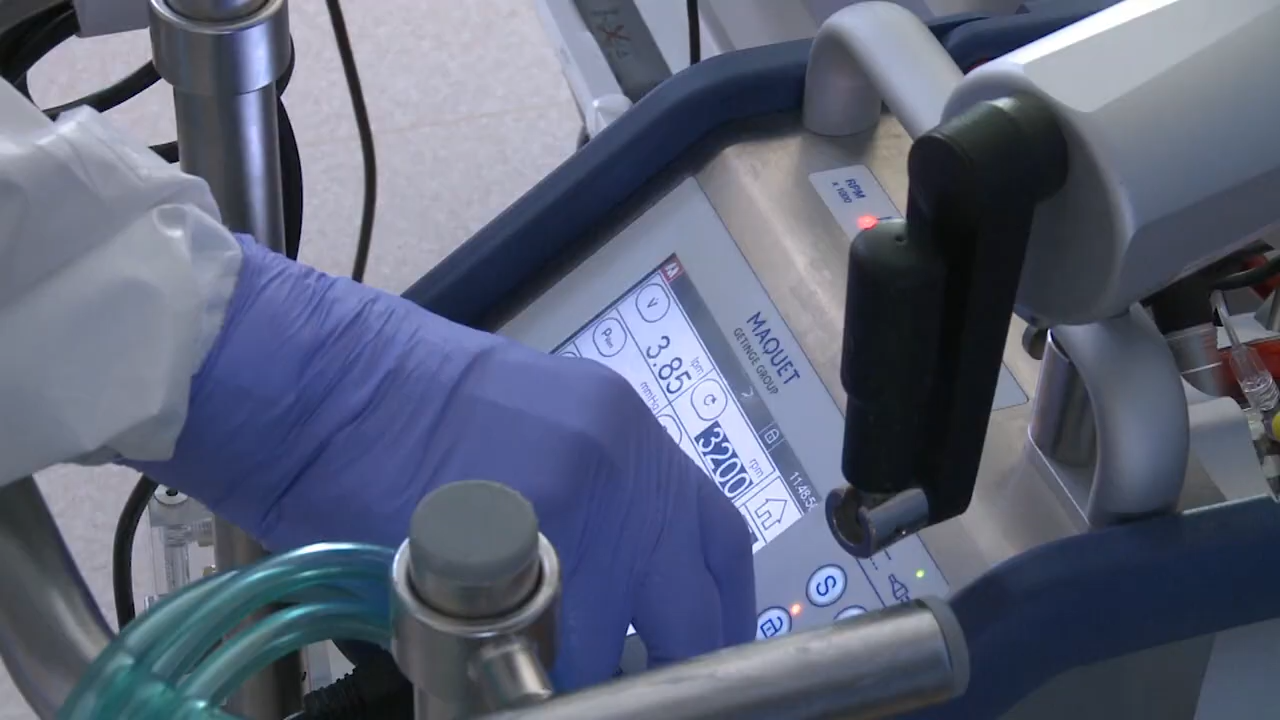 RPM
x 1000
MAQUET
GETINGE GROUP
V
lpm
3.85
mmHg
rpm
3200
11:48:5
S